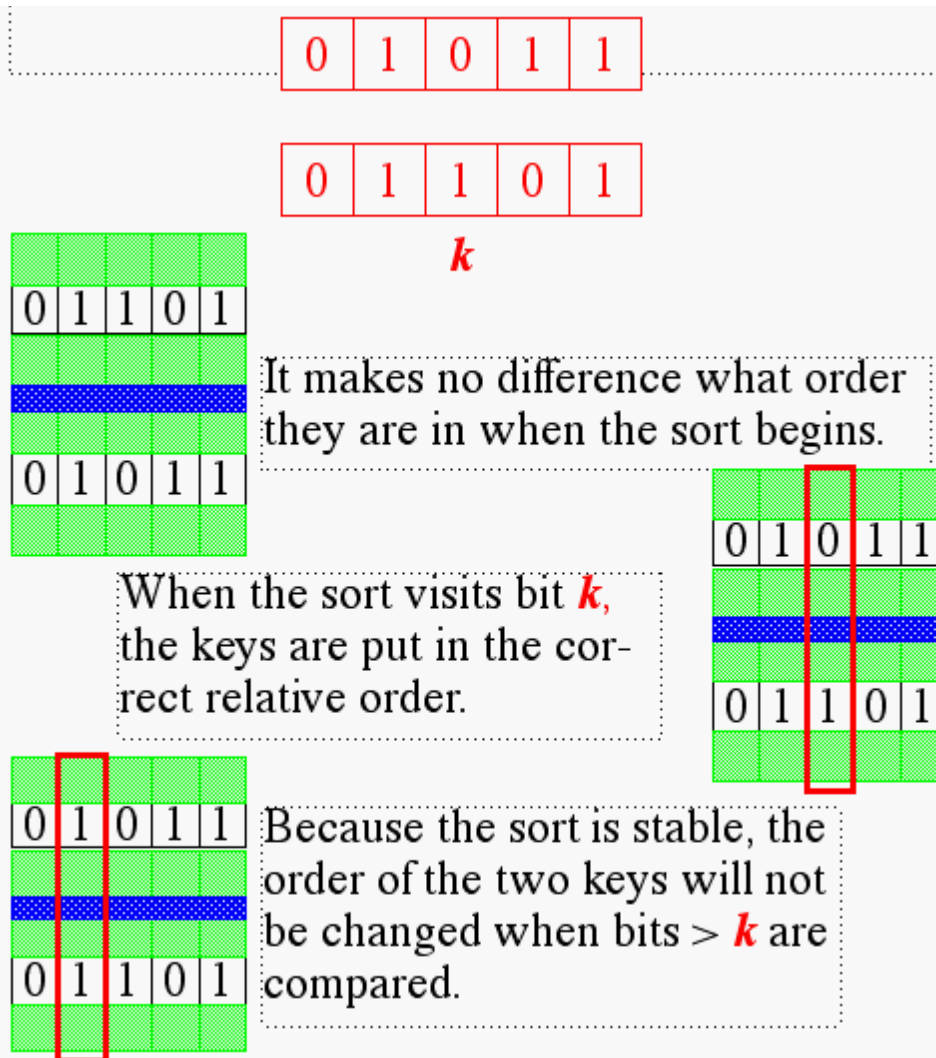 0 1 0 1 1
0 1 1 0 1
k
0 1 1 0 1
It makes no difference what order
they are in when the sort begins.
0 1 0 1 1
0 1 0 1 1
When the sort visits bit k,
the keys are put in the cor-
rect relative order.
0 1 1 0 1
0 1 0 1 1
Because the sort is stable, the
order of the two keys will not
be changed when bits > k are
compared.
0 1 1 0 1